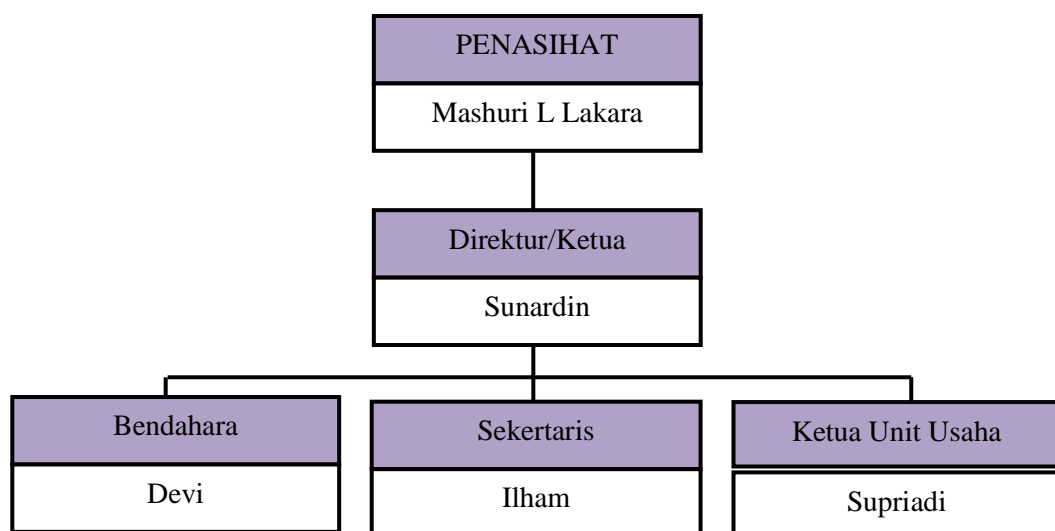 PENASIHAT
Mashuri L Lakara
Direktur/Ketua
Sunardin
Bendahara
Devi
Sekertaris
Ilham
Ketua Unit Usaha
Supriadi